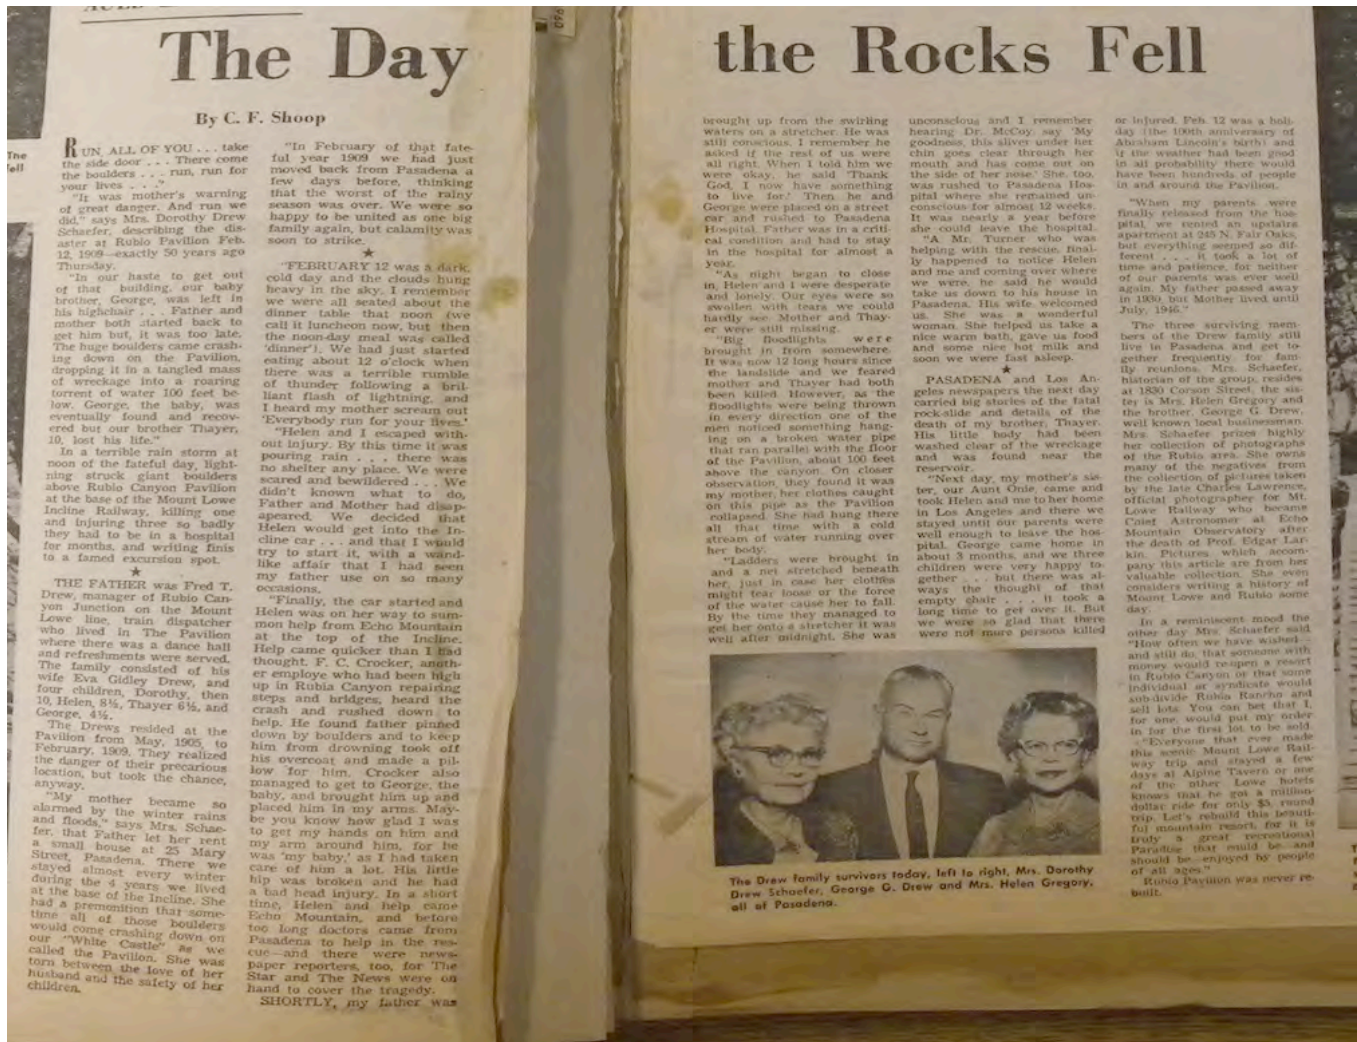 The Day
the Rocks Fell
By C. F. Shoop
RUN, ALL OF YOU . . . take
the side door . . . There come
the boulders . . . run, run for
your lives . . ."
"It was mother's warning
of great danger. And run we
did," says Mrs. Dorothy Drew
Schaefer, describing the dis-
aster at Rubio Pavilion Feb.
12, 1909—exactly 50 years ago
Thursday.
"In our haste to get out
of that building, our baby
brother, George, was left in
his highchair . . . Father and
mother both started back to
get him but, it was too late.
The huge boulders came crash-
ing down on the Pavilion,
dropping it in a tangled mass
of wreckage into a roaring
torrent of water 100 feet be-
low. George, the baby, was
eventually found and recov-
ered but our brother Thayer,
10, lost his life."
In a terrible rain storm at
noon of the fateful day, light-
ning struck giant boulders
above Rubio Canyon Pavilion
at the base of the Mount Lowe
Incline Railway, killing one
and injuring three so badly
they had to be in a hospital
for months, and writing finis
to a famed excursion spot.
★
THE FATHER was Fred T.
Drew, manager of Rubio Can-
yon Junction on the Mount
Lowe line, train dispatcher
who lived in The Pavilion
where there was a dance hall
and refreshments were served.
The family consisted of his
wife Eva Gidley Drew, and
four children, Dorothy, then
10, Helen, 8½, Thayer 6½, and
George, 4½.
The Drews resided at the
Pavilion from May, 1905, to
February, 1909. They realized
the danger of their precarious
location, but took the chance,
anyway.
"My mother became so
alarmed by the winter rains
and floods," says Mrs. Schae-
fer, that Father let her rent
a small house at 25 Mary
Street, Pasadena. There we
stayed almost every winter
during the 4 years we lived
at the base of the Incline. She
had a premonition that some-
time all of those boulders
would come crashing down on
our "White Castle" as we
called the Pavilion. She was
torn between the love of her
husband and the safety of her
children.
"In February of that fate-
ful year 1909 we had just
moved back from Pasadena a
few days before, thinking
that the worst of the rainy
season was over. We were so
happy to be united as one big
family again, but calamity was
soon to strike.
★
"FEBRUARY 12 was a dark,
cold day and the clouds hung
heavy in the sky. I remember
we were all seated about the
dinner table that noon (we
call it luncheon now, but then
the noon-day meal was called
'dinner'). We had just started
eating about 12 o'clock when
there was a terrible rumble
of thunder following a bril-
liant flash of lightning, and
I heard my mother scream out
'Everybody run for your lives.'
"Helen and I escaped with-
out injury. By this time it was
pouring rain . . . there was
no shelter any place. We were
scared and bewildered . . . We
didn't known what to do,
Father and Mother had disap-
peared. We decided that
Helen would get into the In-
cline car . . . and that I would
try to start it, with a wand-
like affair that I had seen
my father use on so many
occasions.
"Finally, the car started and
Helen was on her way to sum-
mon help from Echo Mountain
at the top of the Incline.
Help came quicker than I had
thought. F. C. Crocker, anoth-
er employe who had been high
up in Rubia Canyon repairing
steps and bridges, heard the
crash and rushed down to
help. He found father pinned
down by boulders and to keep
him from drowning took off
his overcoat and made a pil-
low for him. Crocker also
managed to get to George, the
baby, and brought him up and
placed him in my arms. May-
be you know how glad I was
to get my hands on him and
my arm around him, for he
was 'my baby,' as I had taken
care of him a lot. His little
hip was broken and he had
a bad head injury. In a short
time, Helen and help came
Echo Mountain, and before
too long doctors came from
Pasadena to help in the res-
cue—and there were news-
paper reporters, too, for The
Star and The News were on
hand to cover the tragedy.
SHORTLY, my father was
brought up from the swirling
waters on a stretcher. He was
still conscious. I remember he
asked if the rest of us were
all right. When I told him we
were okay, he said 'Thank
God, I now have something
to live for.' Then he and
George were placed on a street
car and rushed to Pasadena
Hospital. Father was in a criti-
cal condition and had to stay
in the hospital for almost a
year.
"As night began to close
in, Helen and I were desperate
and lonely. Our eyes were so
swollen with tears we could
hardly see. Mother and Thay-
er were still missing.
"Big floodlights were
brought in from somewhere.
It was now 12 long hours since
the landslide and we feared
mother and Thayer had both
been killed. However, as the
floodlights were being thrown
in every direction one of the
men noticed something hang-
ing on a broken water pipe
that ran parallel with the floor
of the Pavilion, about 100 feet
above the canyon. On closer
observation, they found it was
my mother, her clothes caught
on this pipe as the Pavilion
collapsed. She had hung there
all that time with a cold
stream of water running over
her body.
"Ladders were brought in
and a net stretched beneath
her, just in case her clothes
might tear loose or the force
of the water cause her to fall.
By the time they managed to
get her onto a stretcher it was
well after midnight. She was
unconscious and I remember
hearing Dr. McCoy say 'My
goodness, this sliver under her
chin goes clear through her
mouth and has come out on
the side of her nose.' She, too,
was rushed to Pasadena Hos-
pital where she remained un-
conscious for almost 12 weeks.
It was nearly a year before
she could leave the hospital.
"A Mr. Turner who was
helping with the rescue, final-
ly happened to notice Helen
and me and coming over where
we were, he said he would
take us down to his house in
Pasadena. His wife welcomed
us. She was a wonderful
woman. She helped us take a
nice warm bath, gave us food
and some nice hot milk and
soon we were fast asleep.
★
PASADENA and Los An-
geles newspapers the next day
carried big stories of the fatal
rock-slide and details of the
death of my brother, Thayer.
His little body had been
washed clear of the wreckage
and was found near the
reservoir.
"Next day, my mother's sis-
ter, our Aunt Onie, came and
took Helen and me to her home
in Los Angeles and there we
stayed until our parents were
well enough to leave the hos-
pital. George came home in
about 3 months, and we three
children were very happy to-
gether . . . but there was al-
ways the thought of that
empty chair . . . it took a
long time to get over it. But
we were so glad that there
were not more persons killed
or injured. Feb. 12 was a holi-
day (the 100th anniversary of
Abraham Lincoln's birth) and
if the weather had been good
in all probability there would
have been hundreds of people
in and around the Pavilion.
"When my parents were
finally released from the hos-
pital, we rented an upstairs
apartment at 245 N. Fair Oaks,
but everything seemed so dif-
ferent . . . it took a lot of
time and patience, for neither
of our parents was ever well
again. My father passed away
in 1930, but Mother lived until
July, 1946."
The three surviving mem-
bers of the Drew family still
live in Pasadena and get to-
gether frequently for fam-
ily reunions. Mrs. Schaefer,
historian of the group, resides
at 1830 Corson Street, the sis-
ter is Mrs. Helen Gregory and
the brother, George G. Drew,
well known local businessman.
Mrs. Schaefer prizes highly
her collection of photographs
of the Rubia area. She owns
many of the negatives from
the collection of pictures taken
by the late Charles Lawrence,
official photographer for Mt.
Lowe Railway who became
Chief Astronomer at Echo
Mountain Observatory after
the death of Prof. Edgar Lar-
kin. Pictures which accom-
pany this article are from her
valuable collection. She even
considers writing a history of
Mount Lowe and Rubio some
day.
In a reminiscent mood the
other day Mrs. Schaefer said
"How often we have wished—
and still do, that someone with
money would re-open a resort
in Rubio Canyon or that some
individual or syndicate would
sub-divide Rubia Rancho and
sell lots. You can bet that I,
for one, would put my order
in for the first lot to be sold.
"Everyone that ever made
this scenic Mount Lowe Rail-
way trip and stayed a few
days at Alpine Tavern or one
of the other Lowe hotels
knows that he got a million-
dollar ride for only $5, round
trip. Let's rebuild this beauti-
ful mountain resort, for it is
truly a great recreational
Paradise that could be and
should be enjoyed by people
of all ages."
Rubio Pavilion was never re-
built.
The Drew family survivors today, left to right, Mrs. Dorothy
Drew Schaefer, George G. Drew and Mrs. Helen Gregory,
all of Pasadena.